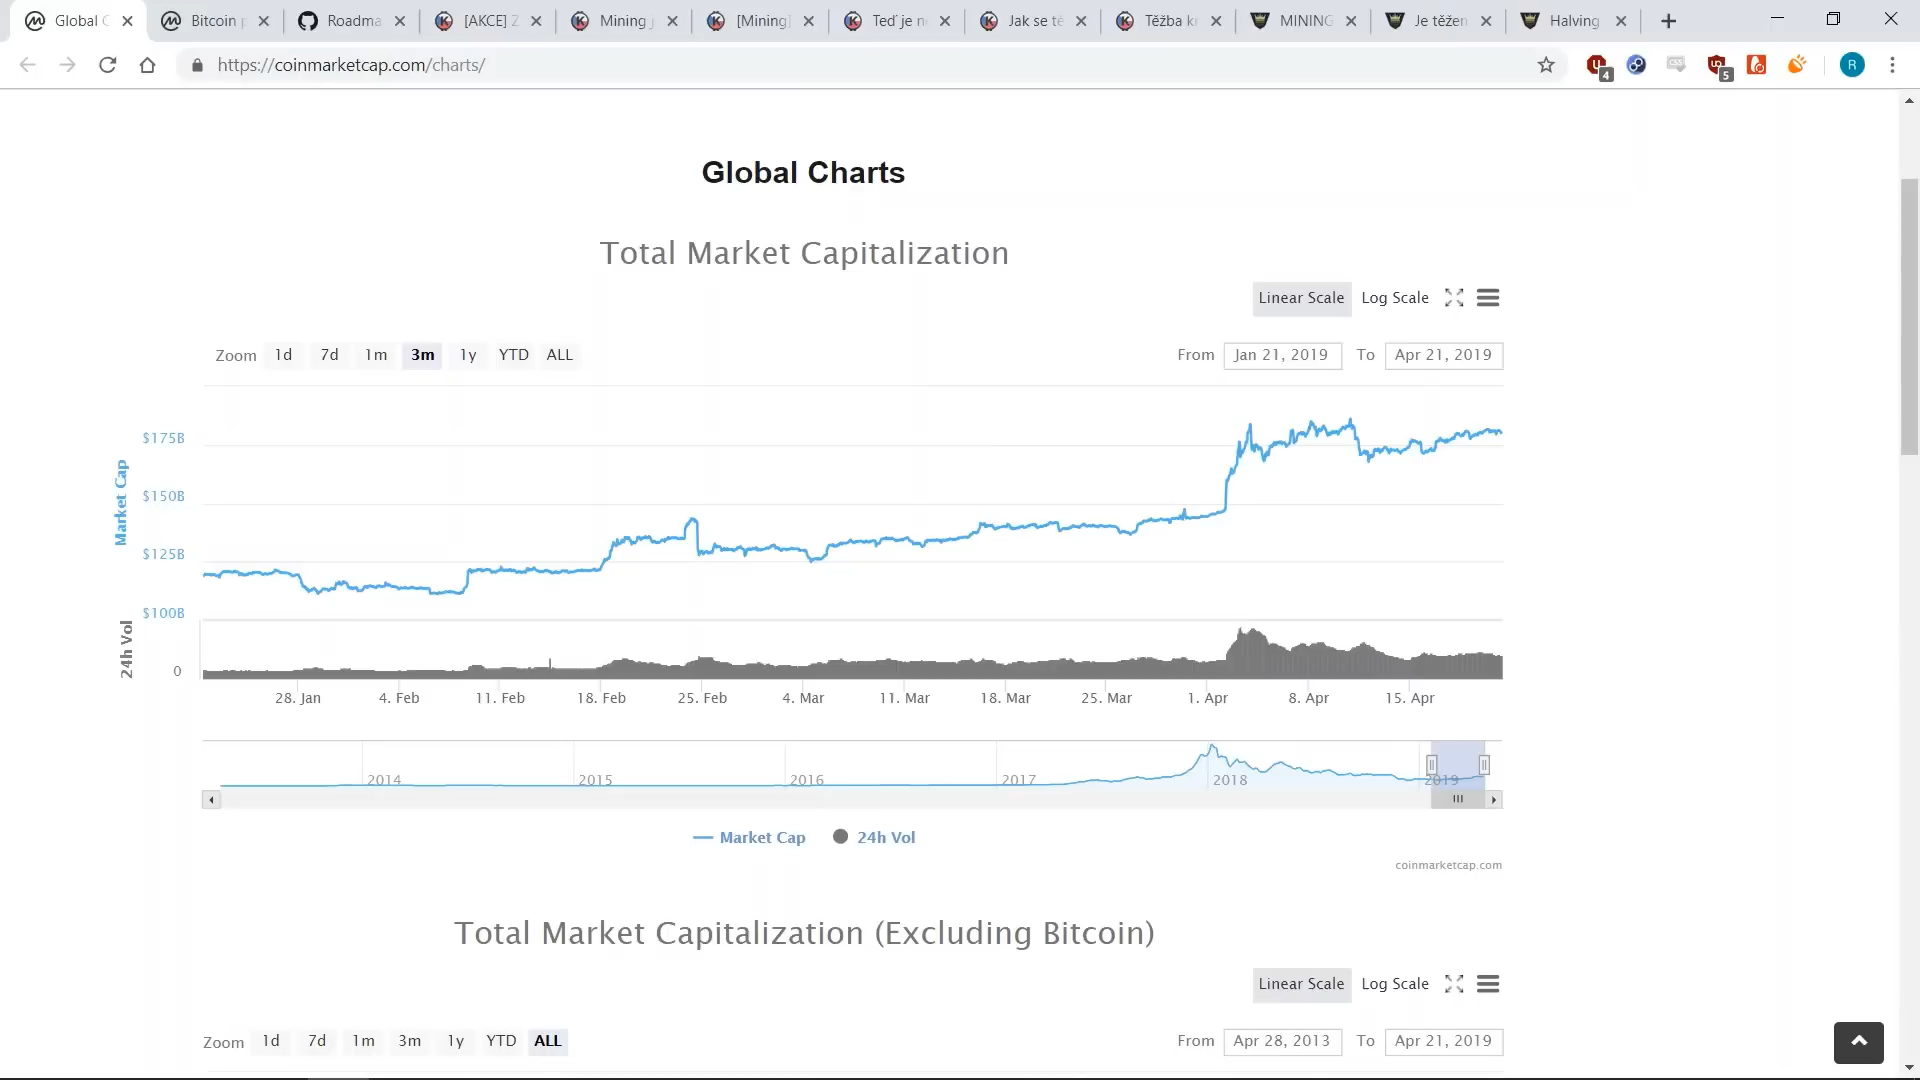 Global C
Bitcoin p
Roadma
[AKCE] Z
Mining j
[Mining]
Teď je n
Jak se tě
Těžba kr
MINING
Je těžen
Halving
https://coinmarketcap.com/charts/
4
CSS
5
R
Global Charts
Total Market Capitalization
Linear Scale Log Scale
Zoom 1d 7d 1m 3m 1y YTD ALL
From Jan 21, 2019 To Apr 21, 2019
$175B
$150B
$125B
$100B
0
Market Cap
24h Vol
28. Jan 4. Feb 11. Feb 18. Feb 25. Feb 4. Mar 11. Mar 18. Mar 25. Mar 1. Apr 8. Apr 15. Apr
2014 2015 2016 2017 2018 2019
Market Cap 24h Vol
coinmarketcap.com
Total Market Capitalization (Excluding Bitcoin)
Linear Scale Log Scale
Zoom 1d 7d 1m 3m 1y YTD ALL
From Apr 28, 2013 To Apr 21, 2019